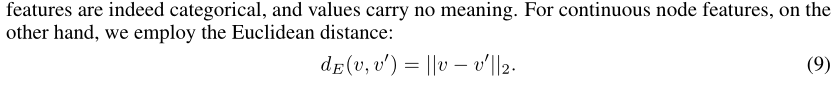 features are indeed categorical, and values carry no meaning. For continuous node features, on the
other hand, we employ the Euclidean distance:
d_E(v, v′) = ||v − v′||₂. (9)